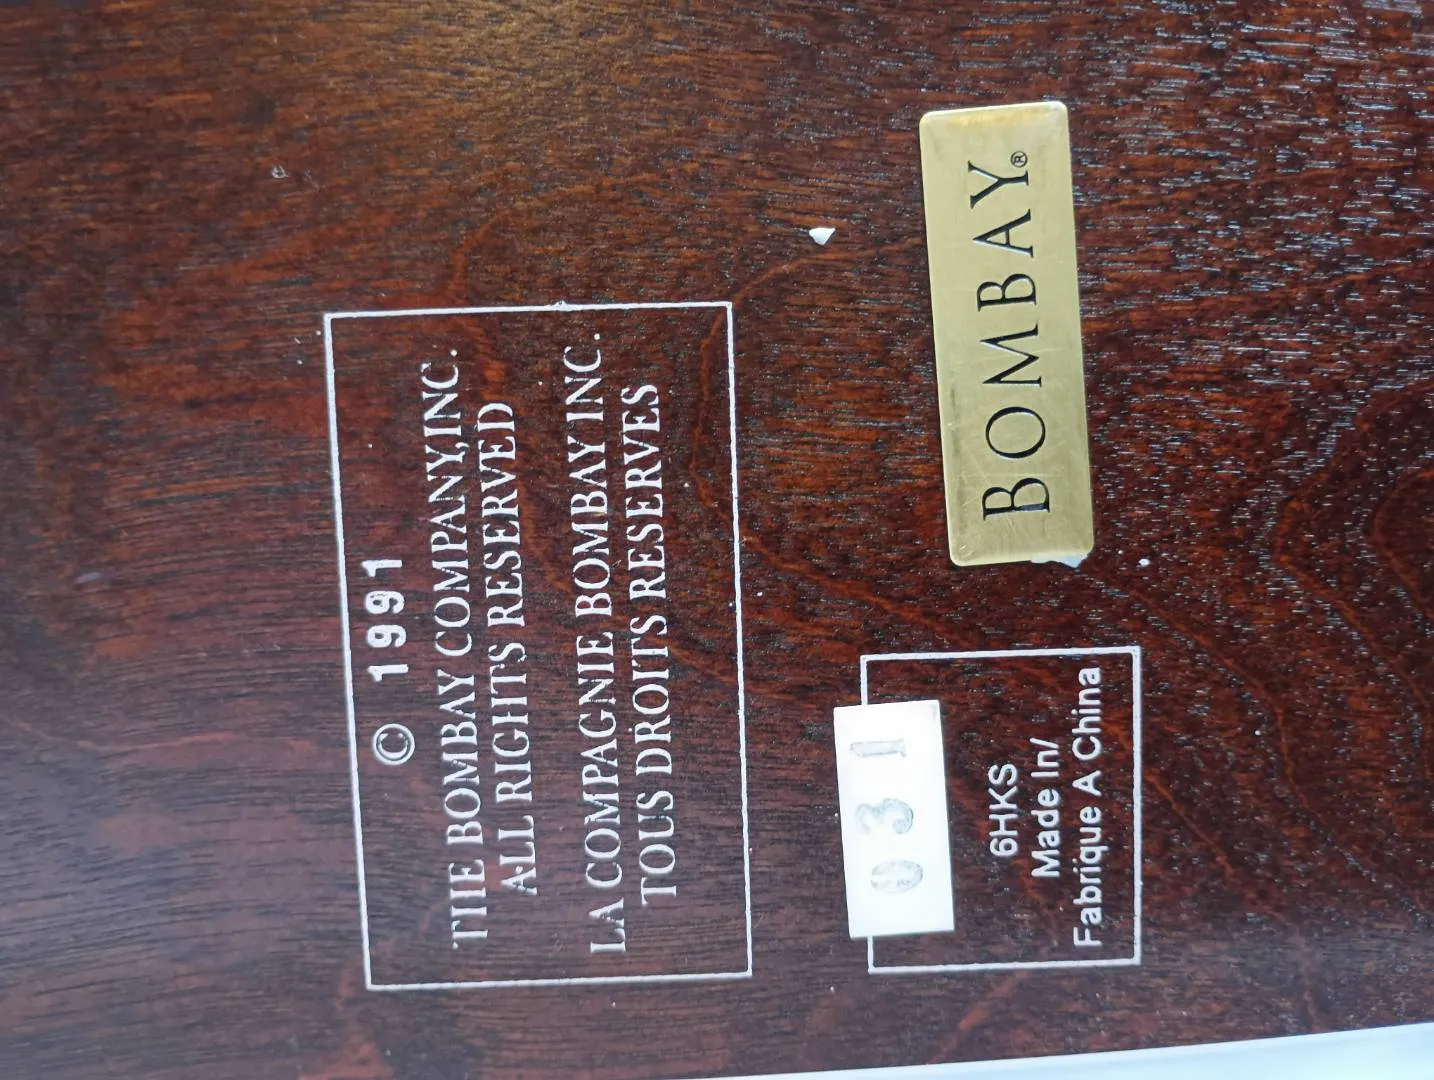 © 1991
THE BOMBAY COMPANY,INC.
ALL RIGHTS RESERVED
LA COMPAGNIE BOMBAY INC.
TOUS DROITS RESERVES
BOMBAY®
031
6HKS
Made In/
Fabrique A China